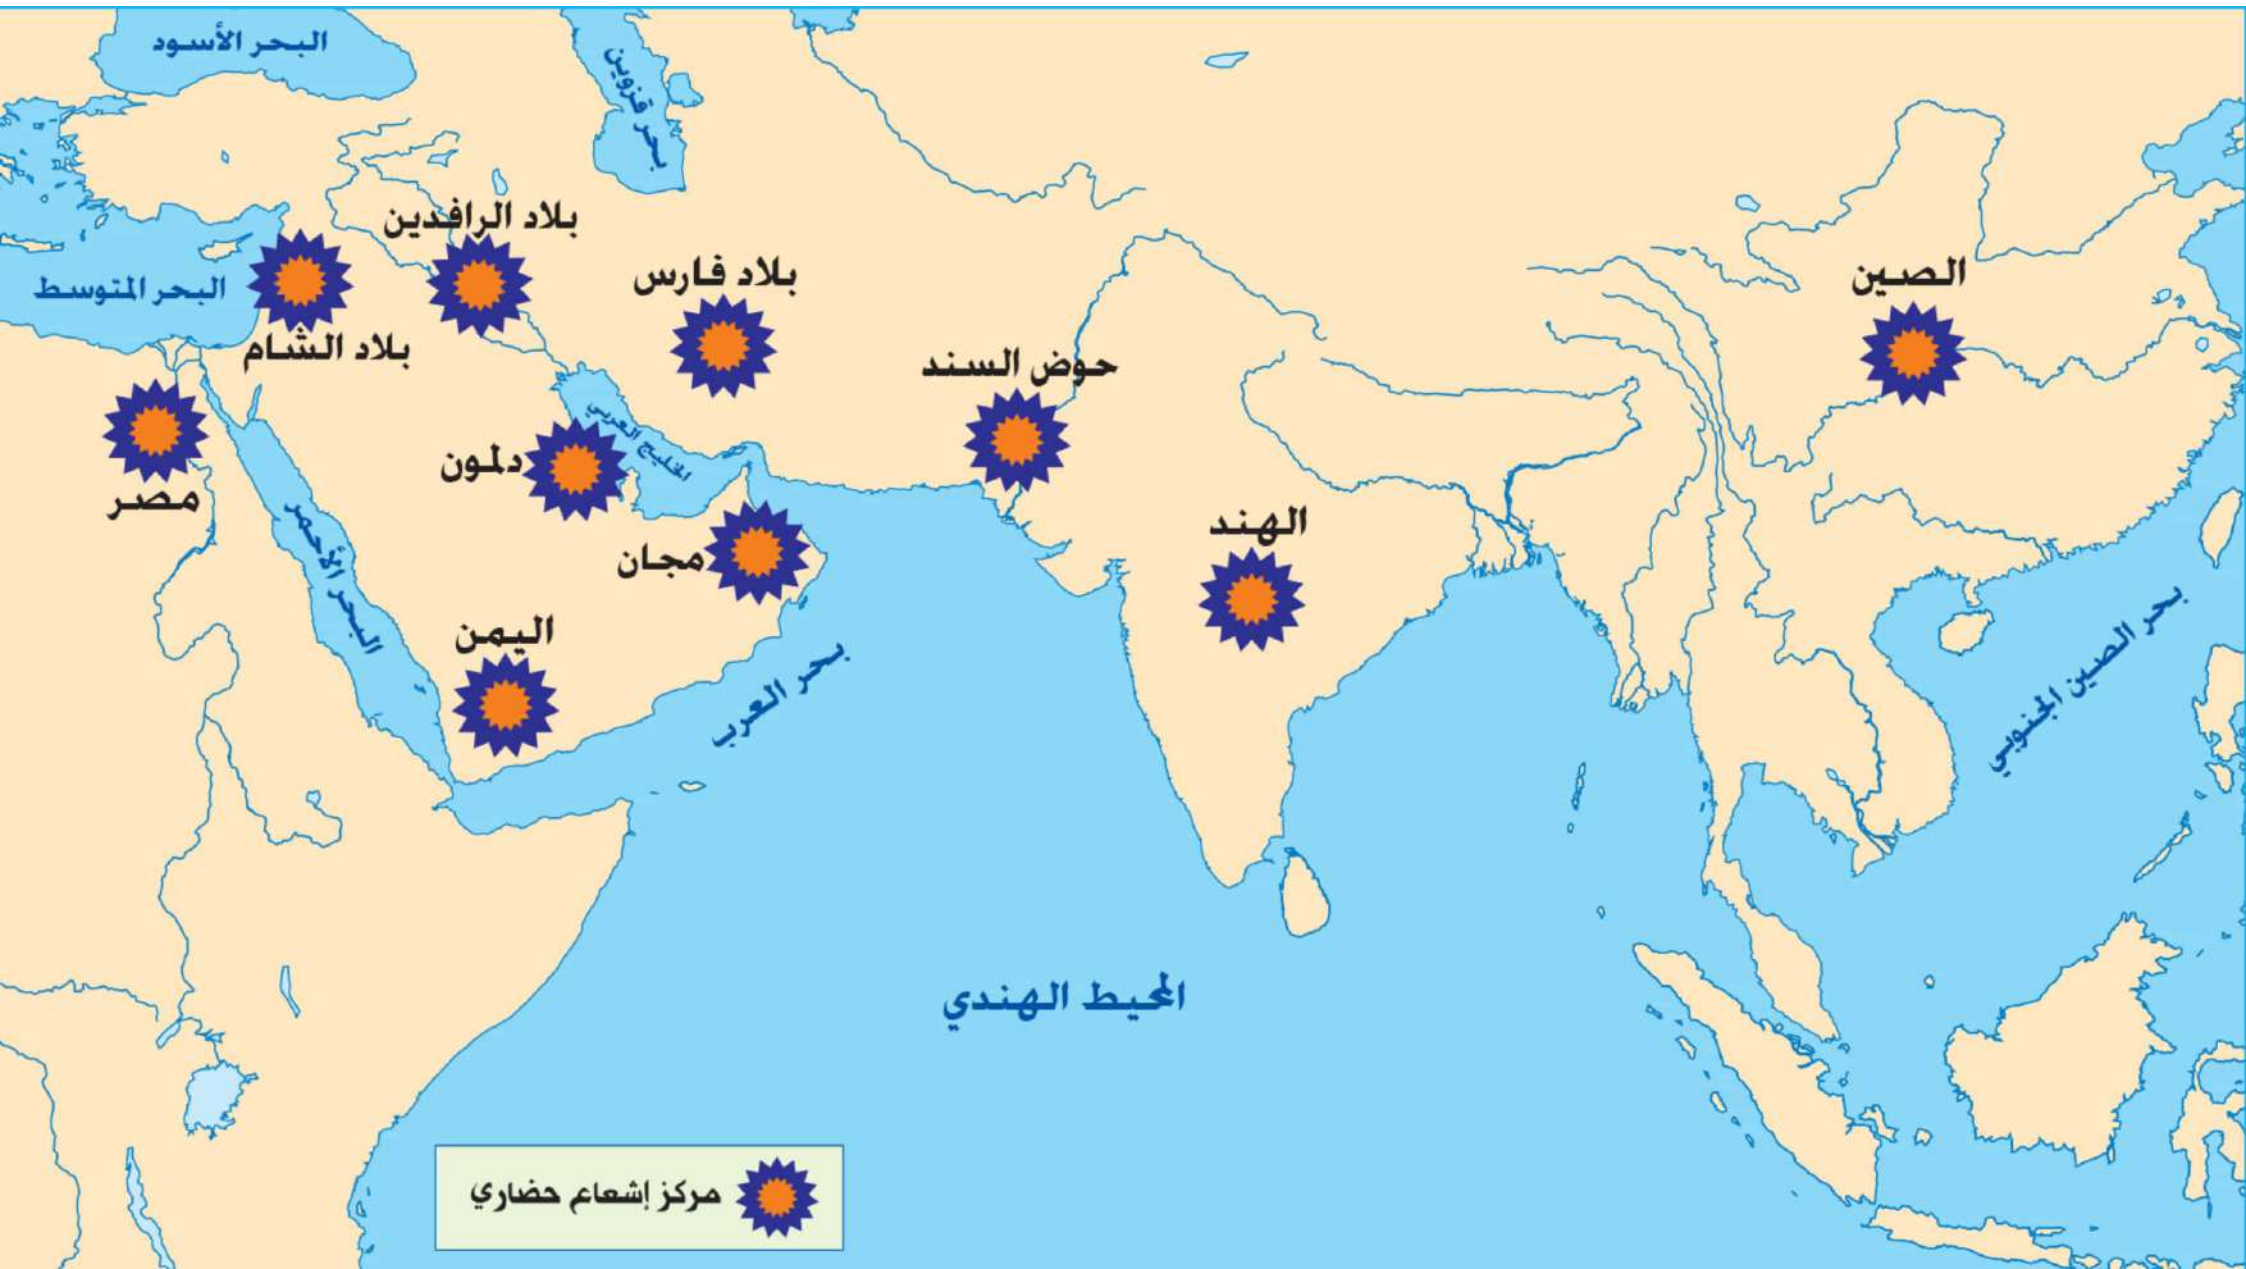 البحر الأسود
بحر قزوين
بلاد الرافدين
بلاد فارس
الصين
البحر المتوسط
بلاد الشام
حوض السند
الخليج العربي
دلمون
مصر
الهند
مجان
البحر الأحمر
اليمن
بحر العرب
بحر الصين الجنوبي
المحيط الهندي
مركز إشعاع حضاري